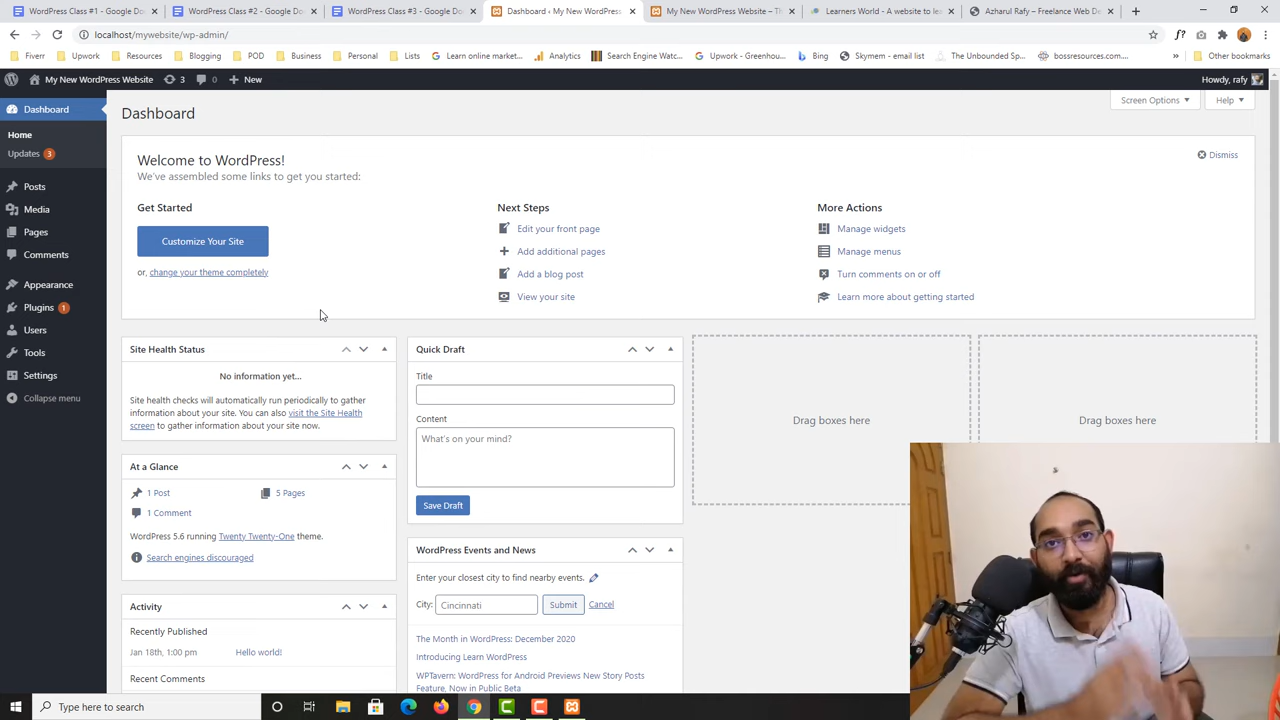 WordPress Class #1 - Google Do
WordPress Class #2 - Google Do
WordPress Class #3 - Google Do
Dashboard ‹ My New WordPress
My New WordPress Website – Th
Learners World - A website to le
Azharul Rafy – Freelance Web De
localhost/mywebsite/wp-admin/
Fiverr
Upwork
Resources
Blogging
POD
Business
Personal
Lists
Learn online market...
Analytics
Search Engine Watc...
Upwork - Greenhou...
Bing
Skymem - email list
The Unbounded Sp...
bossresources.com...
Other bookmarks
My New WordPress Website
3
0
New
Howdy, rafy
Dashboard
Home
Updates 3
Posts
Media
Pages
Comments
Appearance
Plugins 1
Users
Tools
Settings
Collapse menu
Dashboard
Screen Options
Help
Welcome to WordPress!
Dismiss
We've assembled some links to get you started:
Get Started
Customize Your Site
or, change your theme completely
Next Steps
Edit your front page
Add additional pages
Add a blog post
View your site
More Actions
Manage widgets
Manage menus
Turn comments on or off
Learn more about getting started
Site Health Status
No information yet...
Site health checks will automatically run periodically to gather
information about your site. You can also visit the Site Health
screen to gather information about your site now.
At a Glance
1 Post
5 Pages
1 Comment
WordPress 5.6 running Twenty Twenty-One theme.
Search engines discouraged
Activity
Recently Published
Jan 18th, 1:00 pm
Hello world!
Recent Comments
Quick Draft
Title
Content
What's on your mind?
Save Draft
WordPress Events and News
Enter your closest city to find nearby events.
City:
Cincinnati
Submit
Cancel
The Month in WordPress: December 2020
Introducing Learn WordPress
WPTavern: WordPress for Android Previews New Story Posts
Feature, Now in Public Beta
Drag boxes here
Drag boxes here
Type here to search